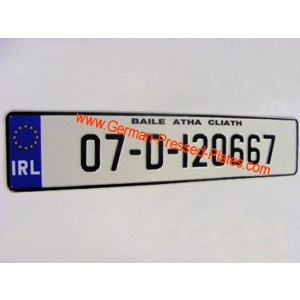 BAILE ATHA CLIATH
IRL
07-D-120667
www.German-Pressed-Plates.com